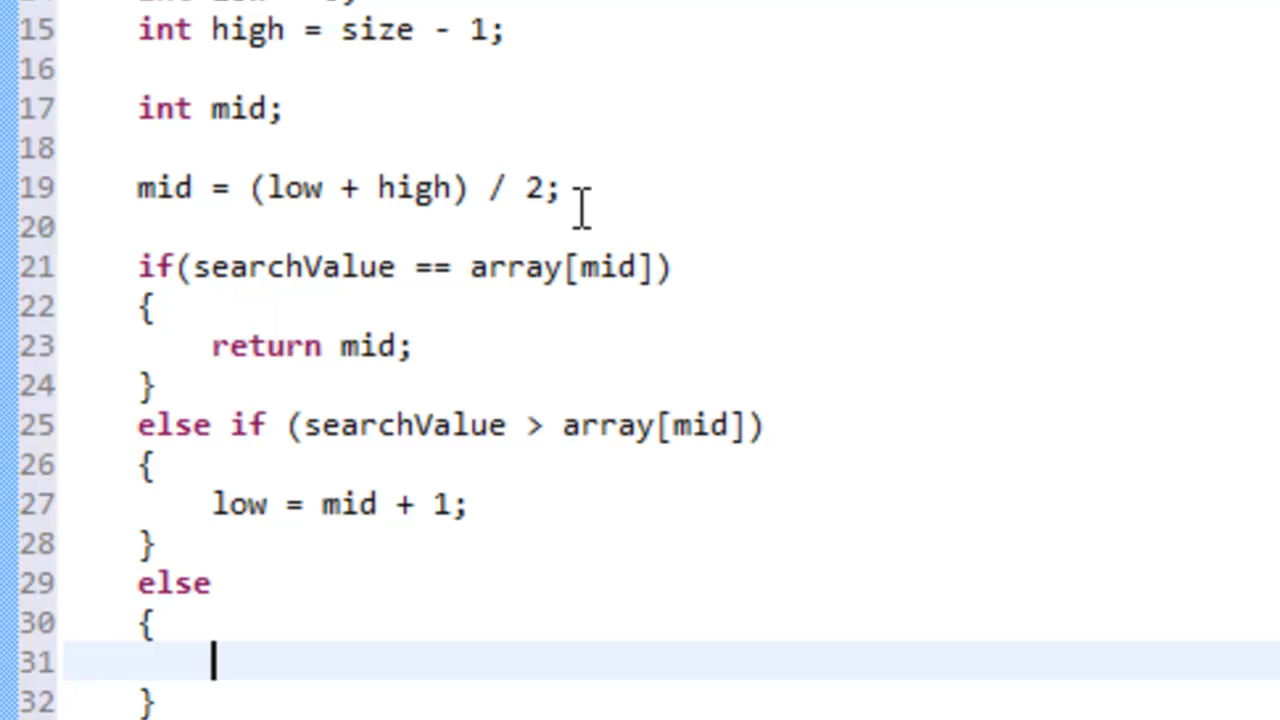 15 int high = size - 1;
16
17 int mid;
18
19 mid = (low + high) / 2;
20
21 if(searchValue == array[mid])
22 {
23 return mid;
24 }
25 else if (searchValue > array[mid])
26 {
27 low = mid + 1;
28 }
29 else
30 {
31
32 }